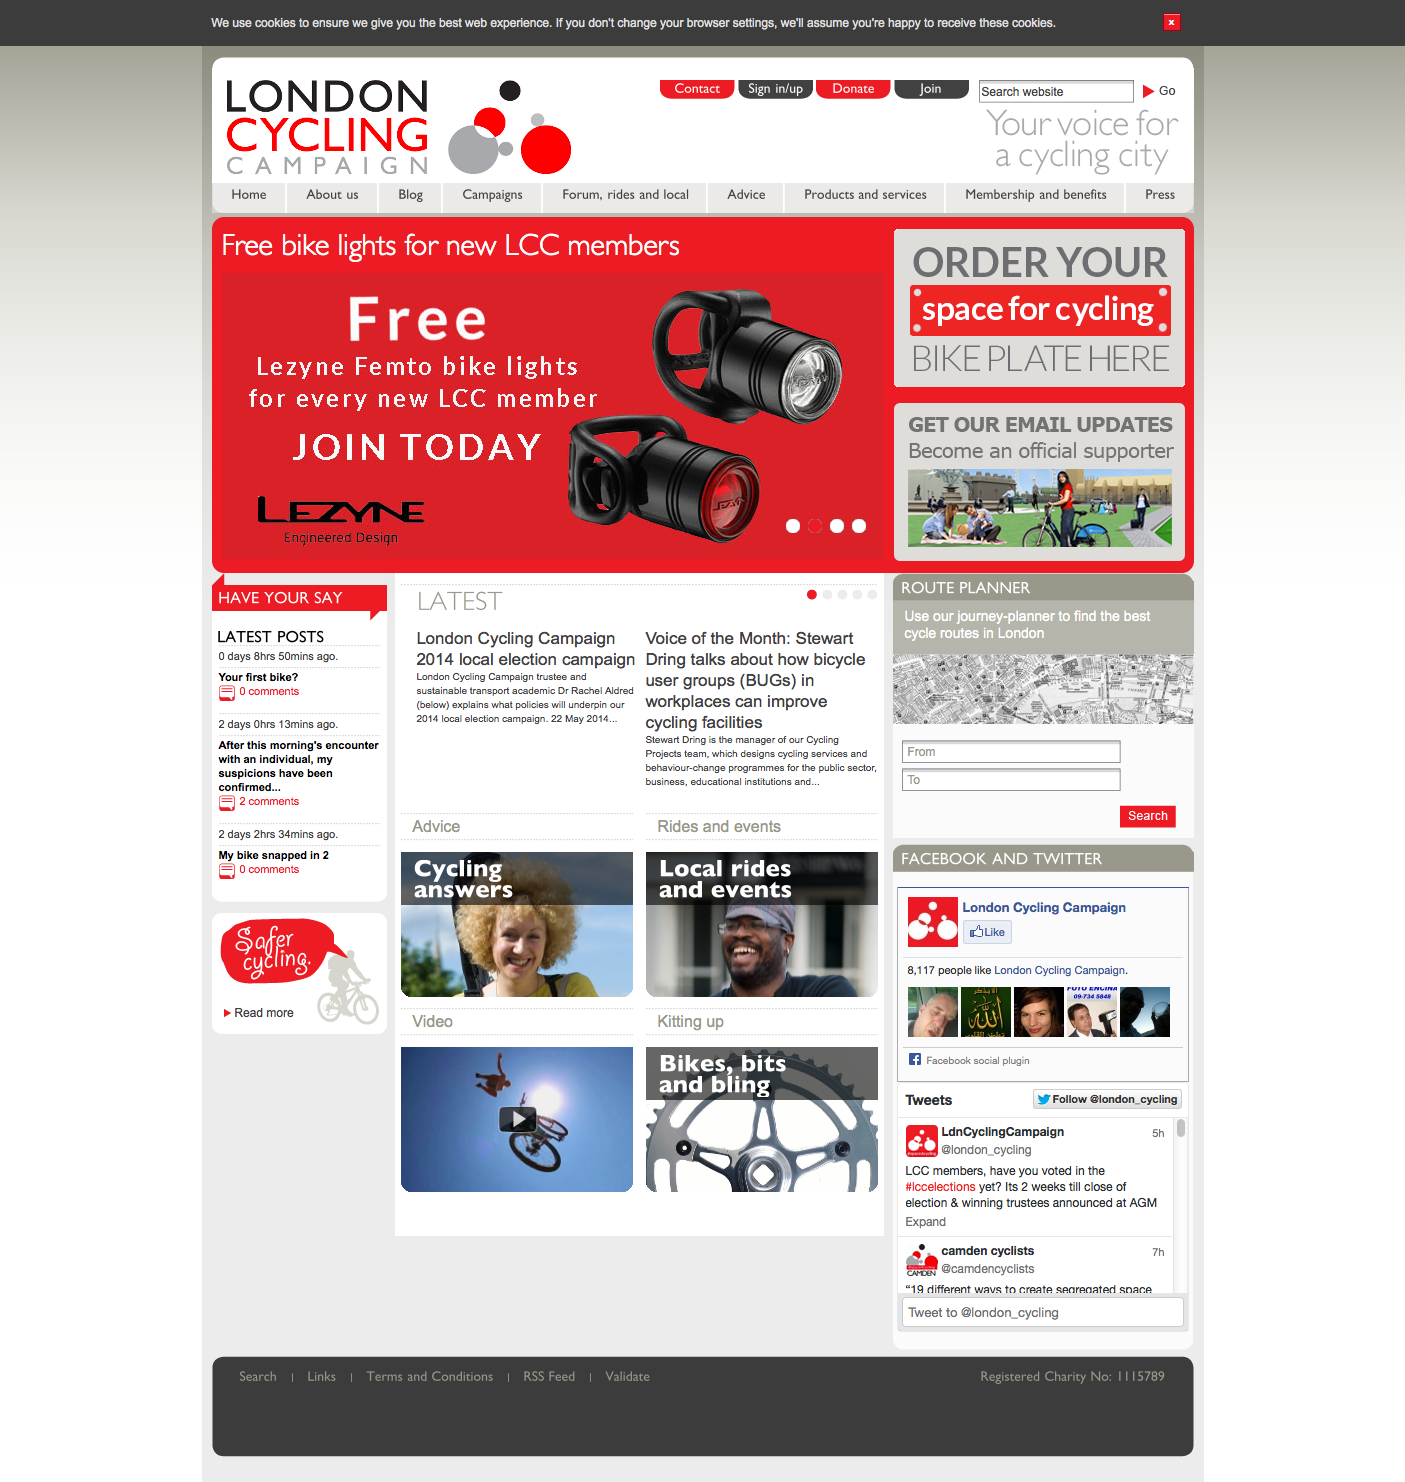 We use cookies to ensure we give you the best web experience. If you don't change your browser settings, we'll assume you're happy to receive these cookies.
LONDON
CYCLING
CAMPAIGN
Contact
Sign in/up
Donate
Join
Search website
Go
Your voice for
a cycling city
Home
About us
Blog
Campaigns
Forum, rides and local
Advice
Products and services
Membership and benefits
Press
Free bike lights for new LCC members
Free
Lezyne Femto bike lights
for every new LCC member
JOIN TODAY
LEZYNE
Engineered Design
ORDER YOUR
space for cycling
BIKE PLATE HERE
GET OUR EMAIL UPDATES
Become an official supporter
HAVE YOUR SAY
LATEST POSTS
0 days 8hrs 50mins ago.
Your first bike?
0 comments
2 days 0hrs 13mins ago.
After this morning's encounter
with an individual, my
suspicions have been
confirmed...
2 comments
2 days 2hrs 34mins ago.
My bike snapped in 2
0 comments
Safer
cycling.
Read more
LATEST
London Cycling Campaign
2014 local election campaign
London Cycling Campaign trustee and
sustainable transport academic Dr Rachel Aldred
(below) explains what policies will underpin our
2014 local election campaign. 22 May 2014...
Voice of the Month: Stewart
Dring talks about how bicycle
user groups (BUGs) in
workplaces can improve
cycling facilities
Stewart Dring is the manager of our Cycling
Projects team, which designs cycling services and
behaviour-change programmes for the public sector,
business, educational institutions and...
Advice
Cycling
answers
Rides and events
Local rides
and events
Video
Kitting up
Bikes, bits
and bling
ROUTE PLANNER
Use our journey-planner to find the best
cycle routes in London
From
To
Search
FACEBOOK AND TWITTER
London Cycling Campaign
Like
8,117 people like London Cycling Campaign.
FOTO ENCINA
09-734 5848
Facebook social plugin
Tweets
Follow @london_cycling
LdnCyclingCampaign
5h
@london_cycling
LCC members, have you voted in the
#lccelections yet? Its 2 weeks till close of
election & winning trustees announced at AGM
Expand
camden cyclists
7h
@camdencyclists
CAMDEN
"19 different ways to create segregated space
Tweet to @london_cycling
Search
Links
Terms and Conditions
RSS Feed
Validate
Registered Charity No: 1115789